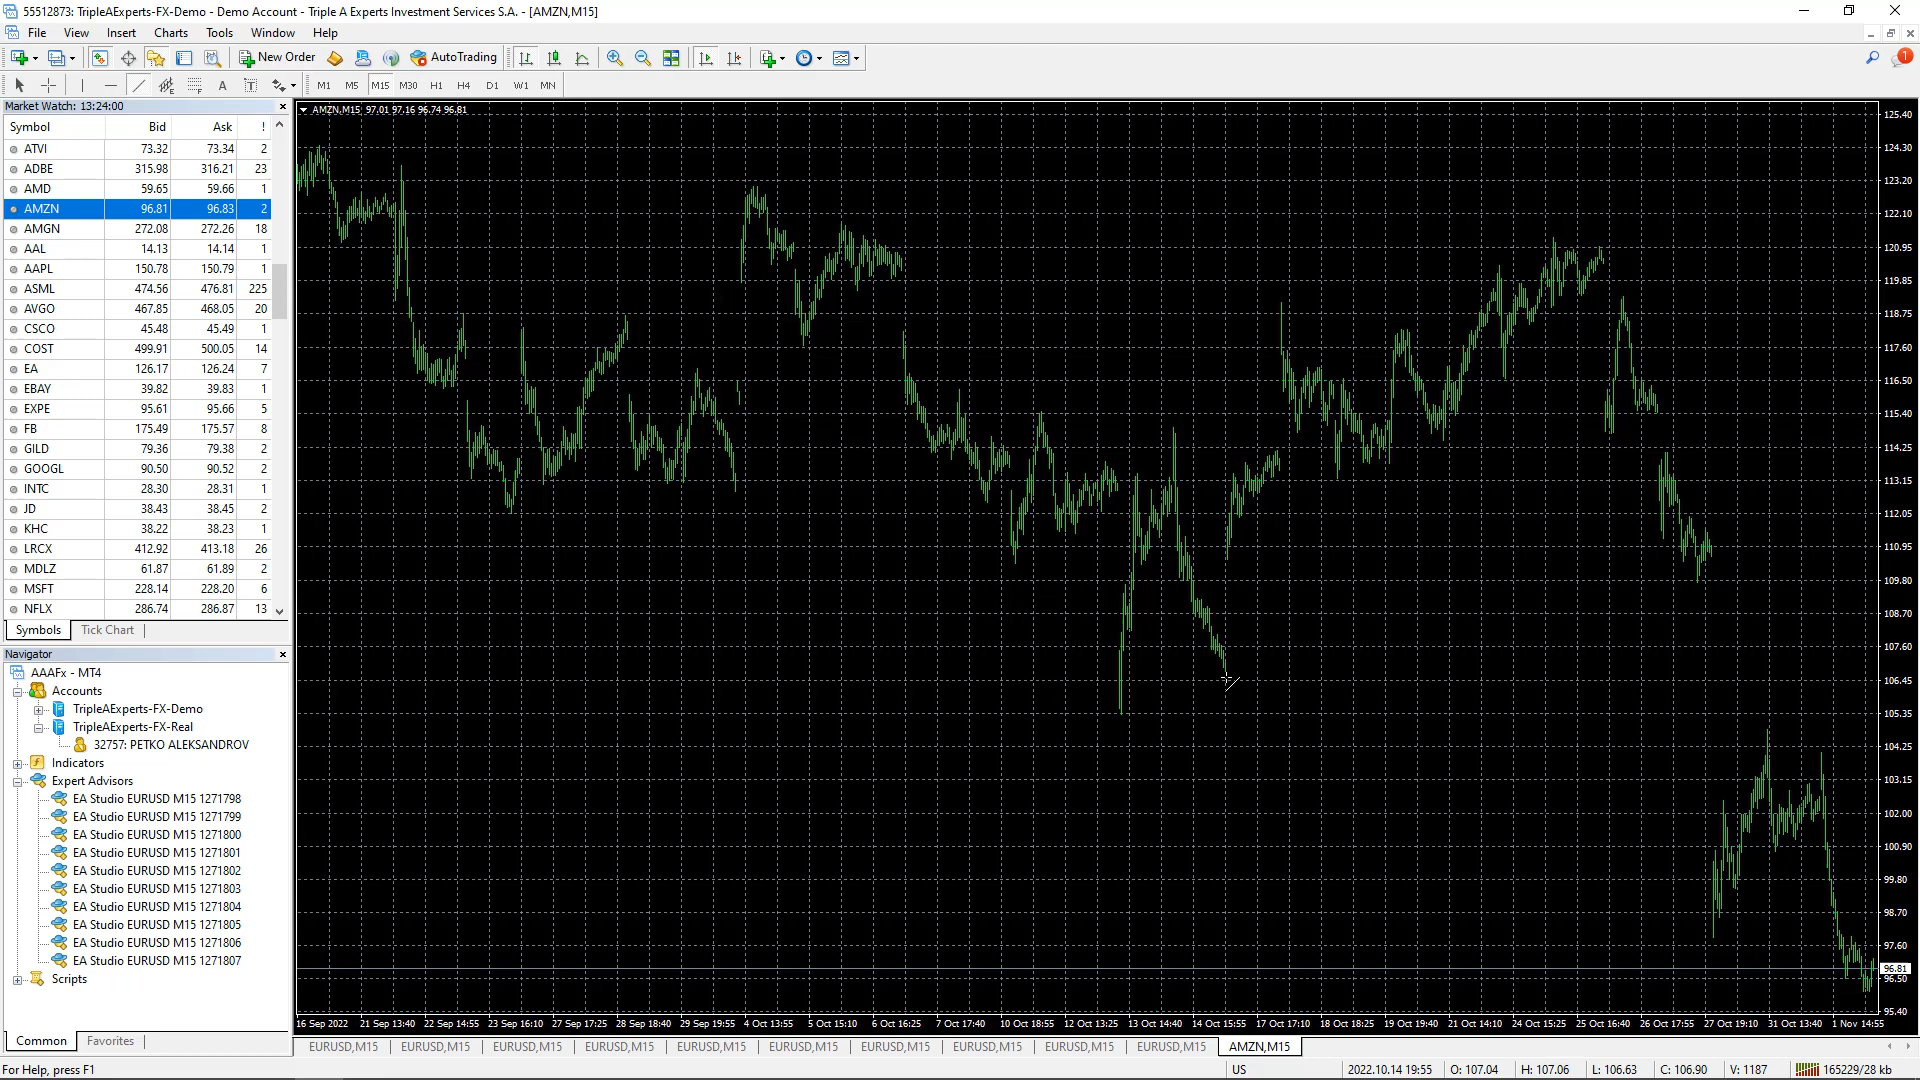 55512873: TripleAExperts-FX-Demo - Demo Account - Triple A Experts Investment Services S.A. - [AMZN,M15]
File View Insert Charts Tools Window Help
New Order AutoTrading 1
A T M1 M5 M15 M30 H1 H4 D1 W1 MN
Market Watch: 13:24:00
Symbol Bid Ask !
ATVI 73.32 73.34 2
ADBE 315.98 316.21 23
AMD 59.65 59.66 1
AMZN 96.81 96.83 2
AMGN 272.08 272.26 18
AAL 14.13 14.14 1
AAPL 150.78 150.79 1
ASML 474.56 476.81 225
AVGO 467.85 468.05 20
CSCO 45.48 45.49 1
COST 499.91 500.05 14
EA 126.17 126.24 7
EBAY 39.82 39.83 1
EXPE 95.61 95.66 5
FB 175.49 175.57 8
GILD 79.36 79.38 2
GOOGL 90.50 90.52 2
INTC 28.30 28.31 1
JD 38.43 38.45 2
KHC 38.22 38.23 1
LRCX 412.92 413.18 26
MDLZ 61.87 61.89 2
MSFT 228.14 228.20 6
NFLX 286.74 286.87 13
Symbols Tick Chart
Navigator
AAAFx - MT4
Accounts
TripleAExperts-FX-Demo
TripleAExperts-FX-Real
32757: PETKO ALEKSANDROV
Indicators
Expert Advisors
EA Studio EURUSD M15 1271798
EA Studio EURUSD M15 1271799
EA Studio EURUSD M15 1271800
EA Studio EURUSD M15 1271801
EA Studio EURUSD M15 1271802
EA Studio EURUSD M15 1271803
EA Studio EURUSD M15 1271804
EA Studio EURUSD M15 1271805
EA Studio EURUSD M15 1271806
EA Studio EURUSD M15 1271807
Scripts
Common Favorites
AMZN,M15 97.01 97.16 96.74 96.81
125.40
124.30
123.20
122.10
120.95
119.85
118.75
117.60
116.50
115.40
114.25
113.15
112.05
110.95
109.80
108.70
107.60
106.45
105.35
104.25
103.15
102.00
100.90
99.80
98.70
97.60
96.81
96.50
95.40
16 Sep 2022 21 Sep 13:40 22 Sep 14:55 23 Sep 16:10 27 Sep 17:25 28 Sep 18:40 29 Sep 19:55 4 Oct 13:55 5 Oct 15:10 6 Oct 16:25 7 Oct 17:40 10 Oct 18:55 12 Oct 13:25 13 Oct 14:40 14 Oct 15:55 17 Oct 17:10 18 Oct 18:25 19 Oct 19:40 21 Oct 14:10 24 Oct 15:25 25 Oct 16:40 26 Oct 17:55 27 Oct 19:10 31 Oct 13:40 1 Nov 14:55
EURUSD,M15 EURUSD,M15 EURUSD,M15 EURUSD,M15 EURUSD,M15 EURUSD,M15 EURUSD,M15 EURUSD,M15 EURUSD,M15 EURUSD,M15 AMZN,M15
For Help, press F1 US 2022.10.14 19:55 O: 107.04 H: 107.06 L: 106.63 C: 106.90 V: 1187 165229/28 kb